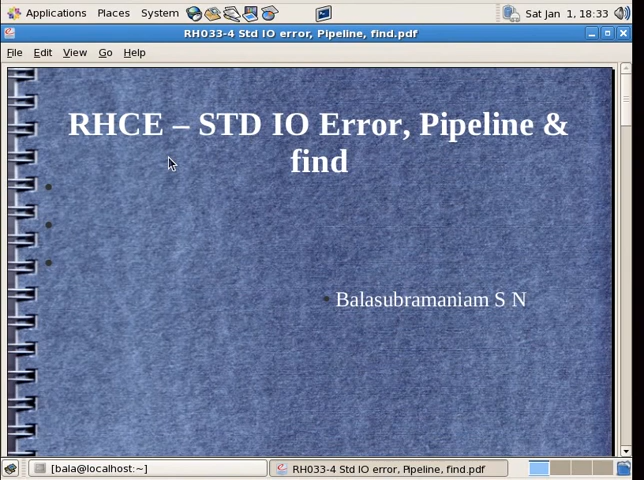 Applications Places System Sat Jan 1, 18:33
RH033-4 Std IO error, Pipeline, find.pdf
File Edit View Go Help
RHCE – STD IO Error, Pipeline &
find
Balasubramaniam S N
[bala@localhost:~] RH033-4 Std IO error, Pipeline, find.pdf